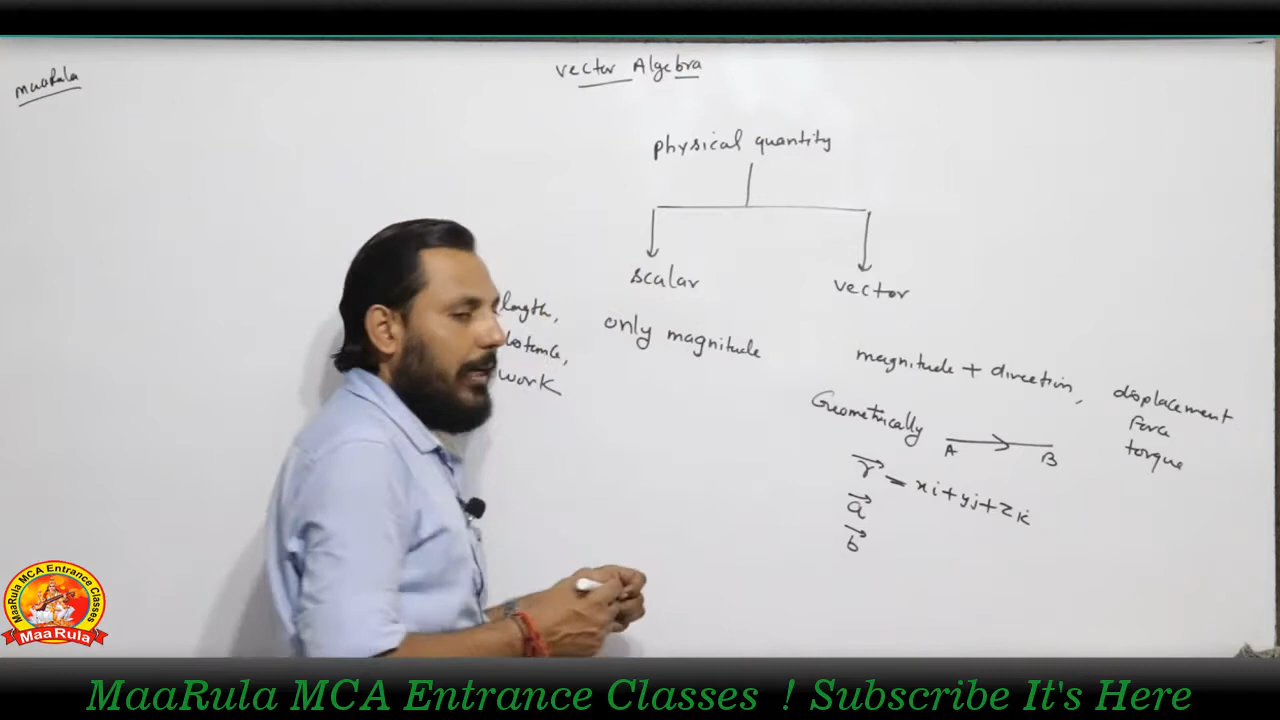 MaaRula
Vector Algebra
physical quantity
scalar
vector
length,
distance,
work
only magnitude
magnitude + direction,
displacement
Force
torque
Geometrically
A B
r⃗ = xi + yj + zk
a⃗
b⃗
MaaRula MCA Entrance Classes
MaaRula
MaaRula MCA Entrance Classes ! Subscribe It's Here